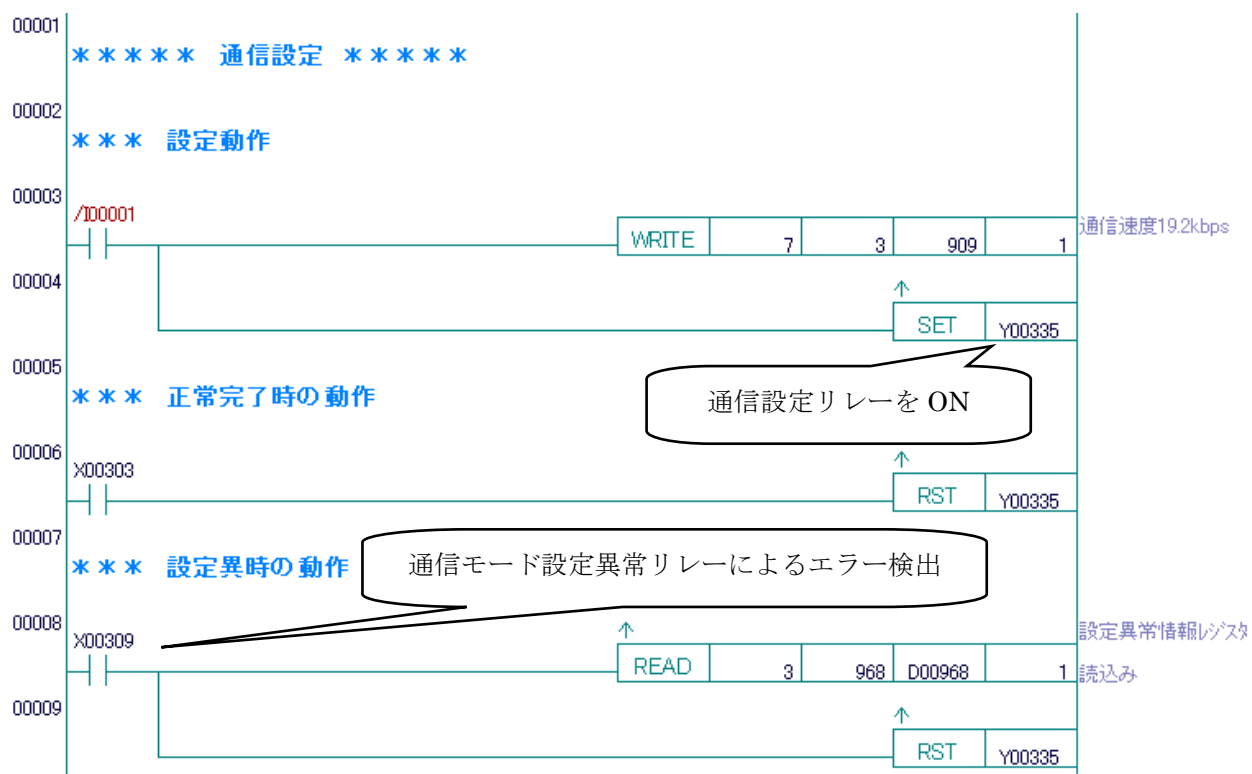 00001
***** 通信設定 *****
00002
*** 設定動作
00003
/I00001
WRITE 7 3 909 1 通信速度19.2kbps
00004
↑
SET Y00335
00005
*** 正常完了時の動作
通信設定リレーを ON
00006
X00303
↑
RST Y00335
00007
*** 設定異時の動作
通信モード設定異常リレーによるエラー検出
00008
X00309
↑
設定異常情報レジスタ
READ 3 968 D00968 1 読込み
00009
↑
RST Y00335